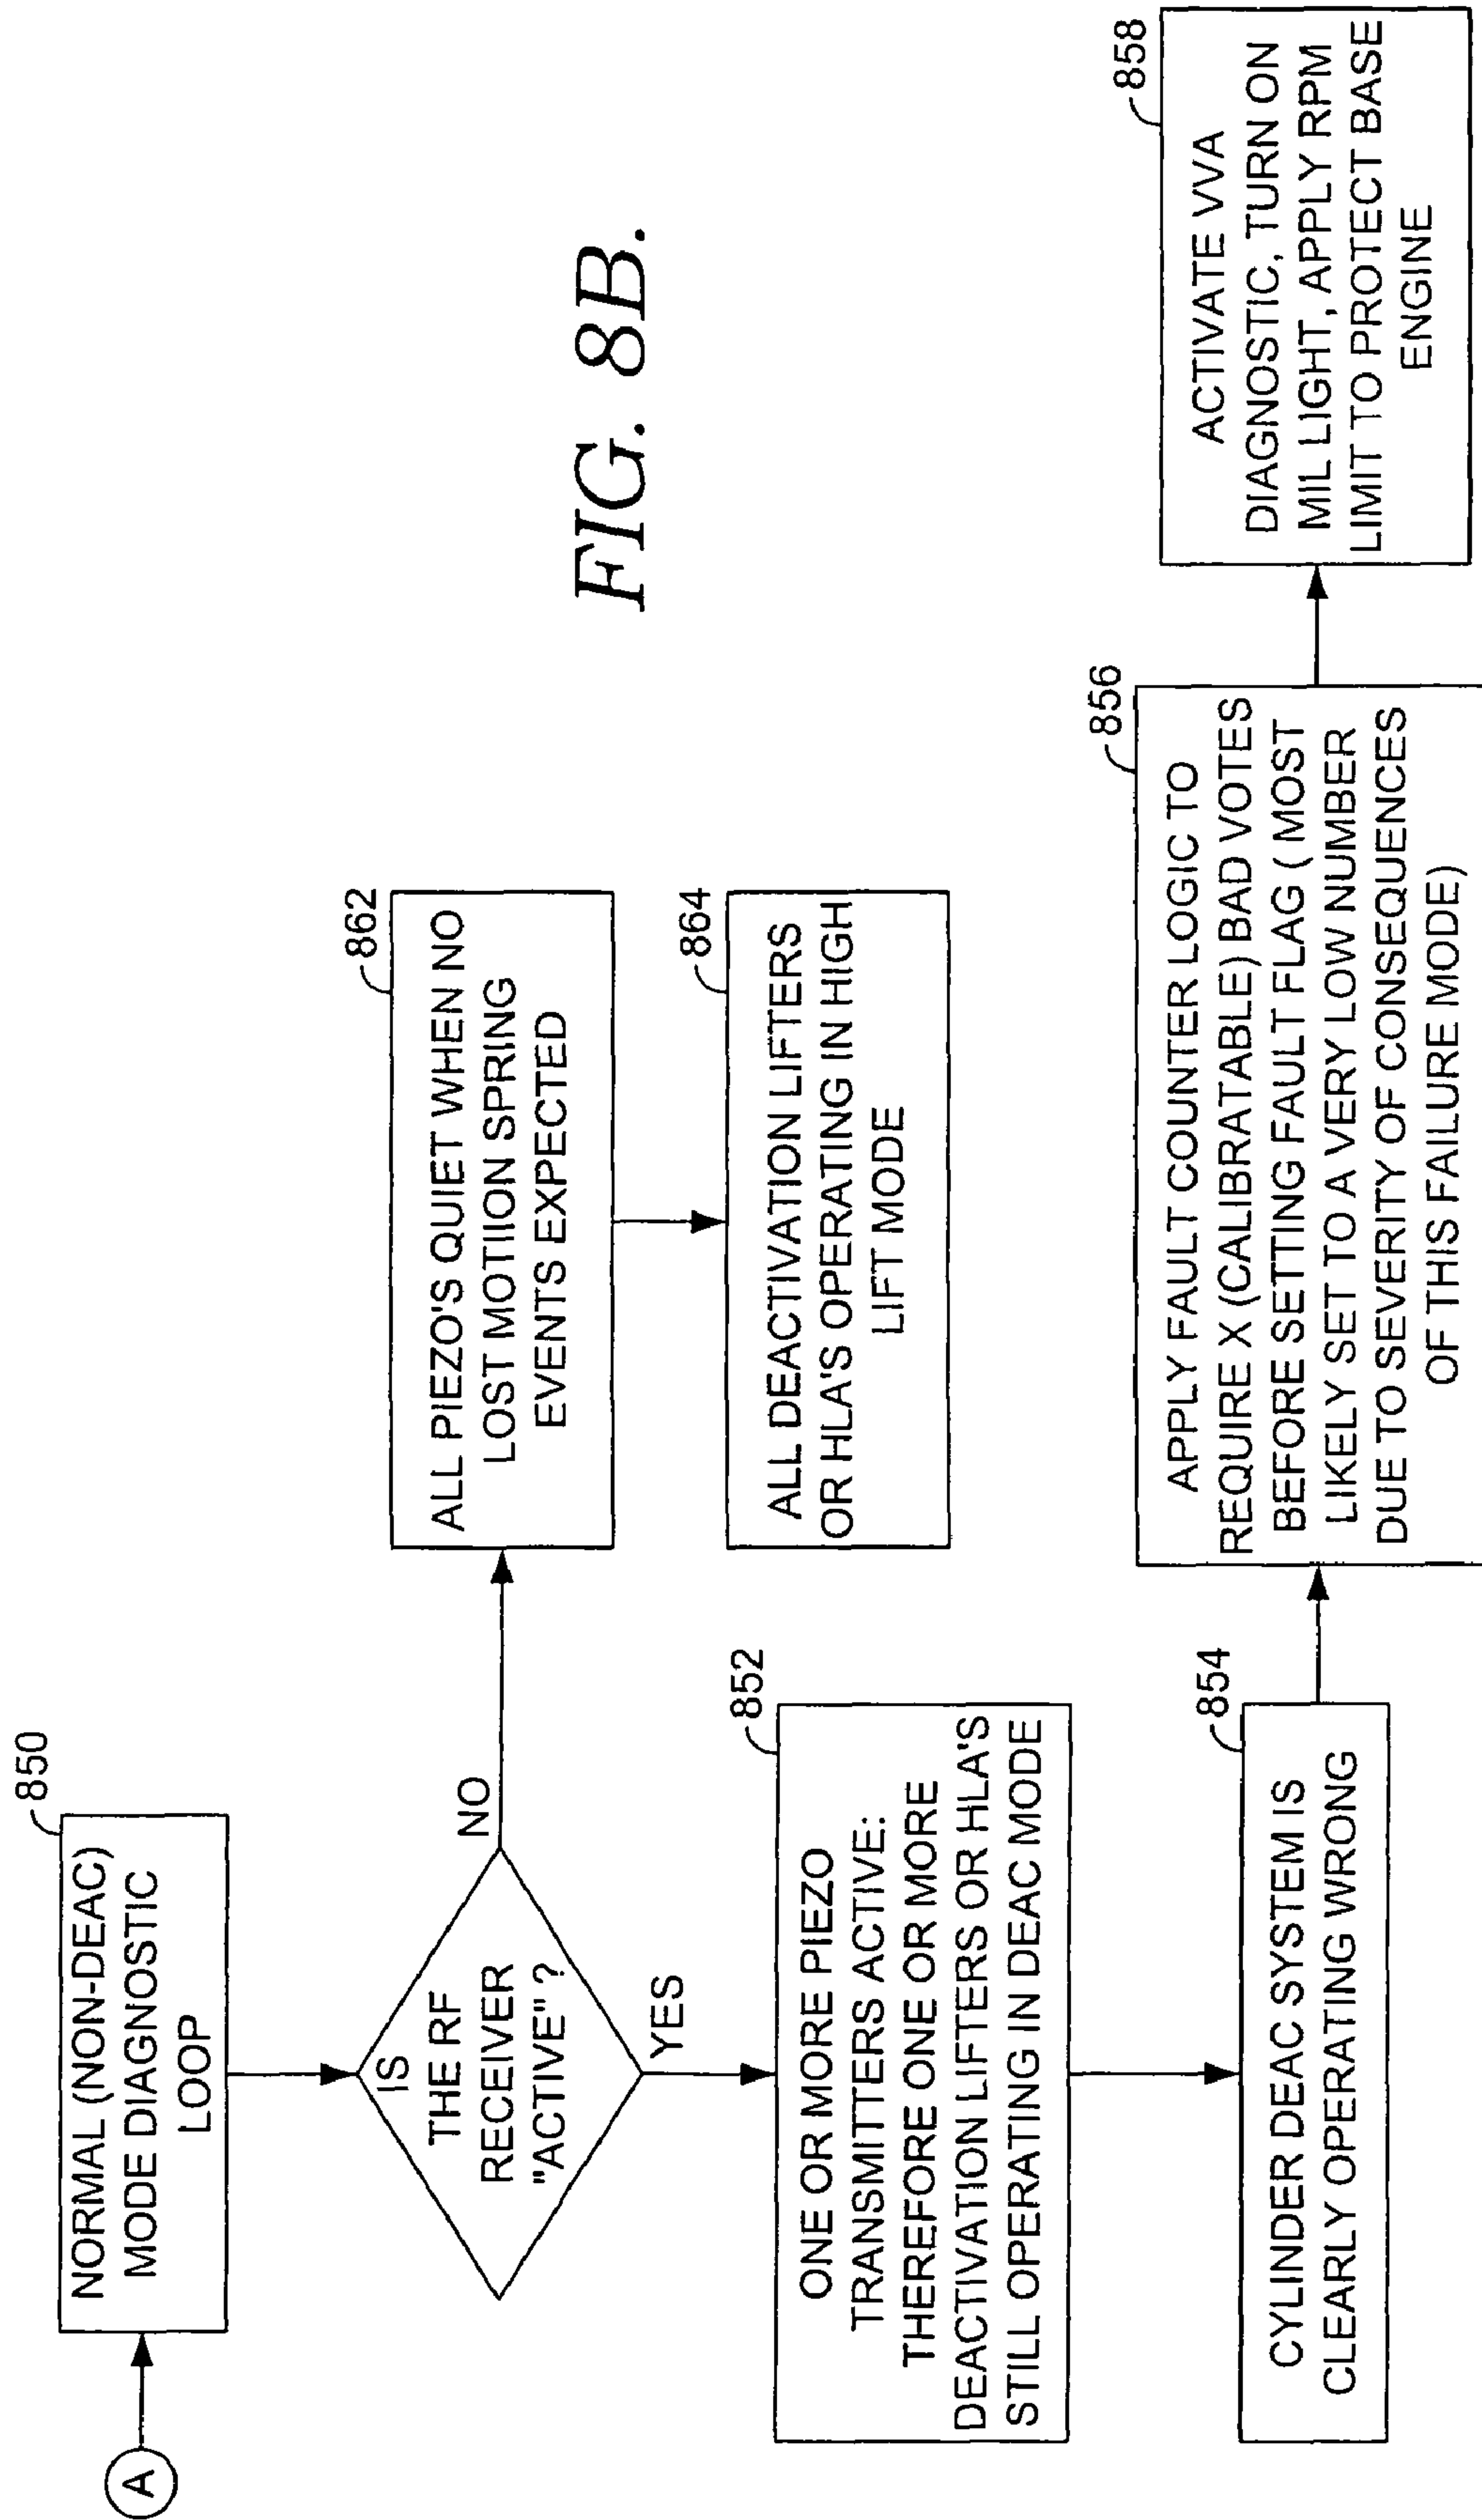 A
850
NORMAL (NON-DEAC)
MODE DIAGNOSTIC
LOOP
IS
THE RF
RECEIVER
"ACTIVE" ?
NO
YES
862
ALL PIEZO'S QUIET WHEN NO
LOST MOTIION SPRING
EVENTS EXPECTED
864
ALL DEACTIVATION LIFTERS
OR HLA'S OPERATING IN HIGH
LIFT MODE
852
ONE OR MORE PIEZO
TRANSMITTERS ACTIVE:
THEREFORE ONE OR MORE
DEACTIVATION LIFTERS OR HLA'S
STILL OPERATING IN DEAC MODE
854
CYLINDER DEAC SYSTEM IS
CLEARLY OPERATING WRONG
856
APPLY FAULT COUNTER LOGIC TO
REQUIRE X (CALIBRATABLE) BAD VOTES
BEFORE SETTING FAULT FLAG ( MOST
LIKELY SET TO A VERY LOW NUMBER
DUE TO SEVERITY OF CONSEQUENCES
OF THIS FAILURE MODE)
858
ACTIVATE VVA
DIAGNOSTIC, TURN ON
MIL LIGHT, APPLY RPM
LIMIT TO PROTECT BASE
ENGINE
FIG. 8B.